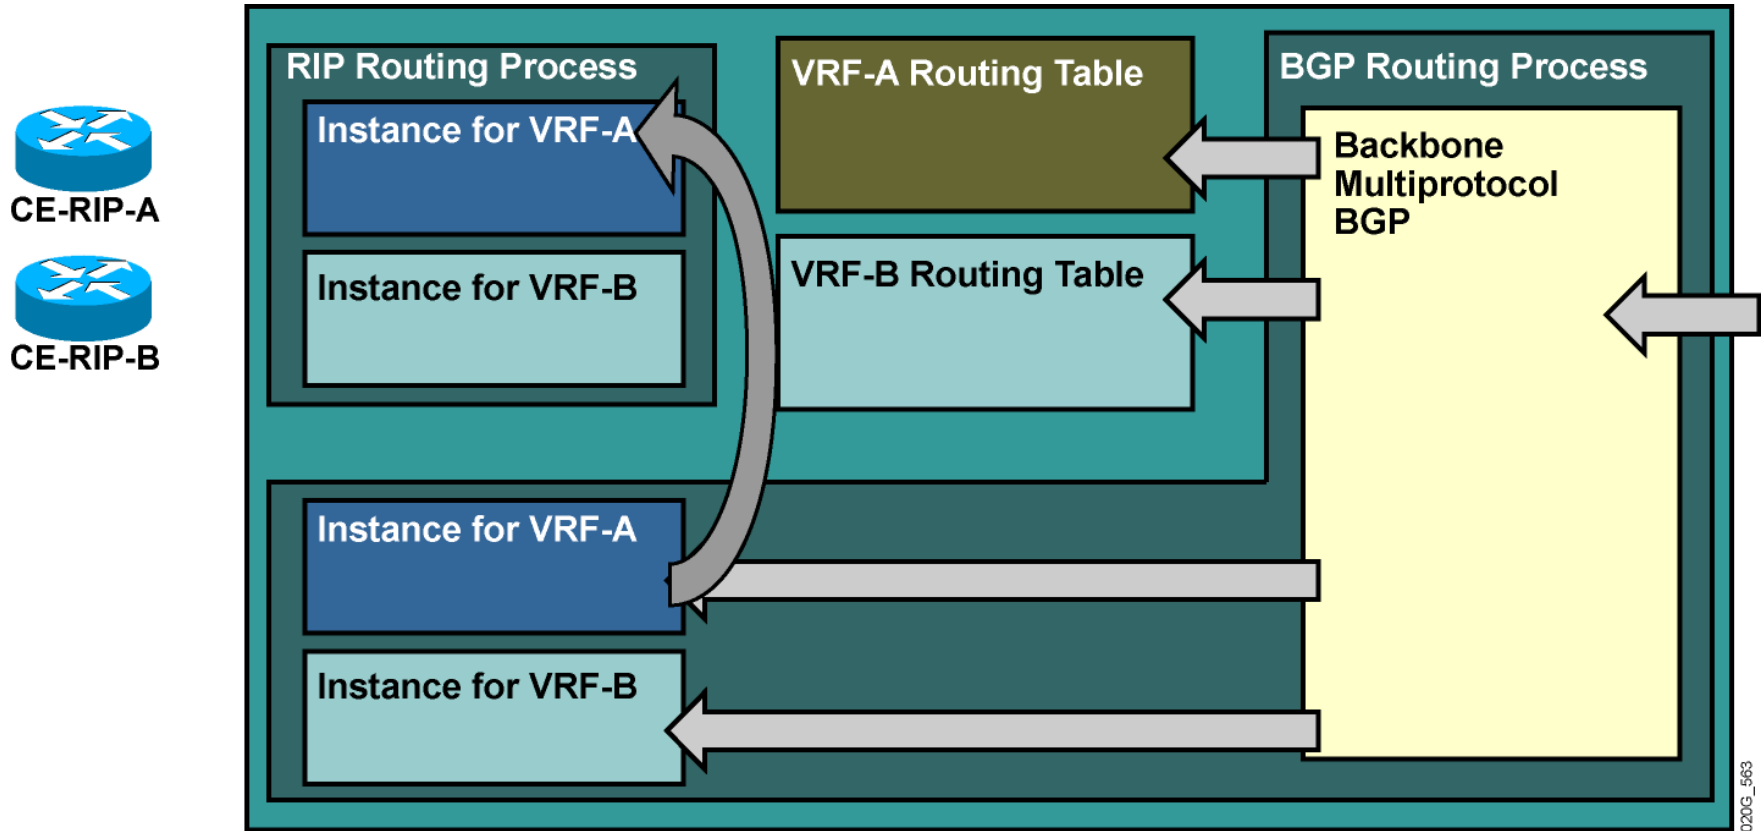 RIP Routing Process
Instance for VRF-A
Instance for VRF-B
VRF-A Routing Table
VRF-B Routing Table
BGP Routing Process
Backbone
Multiprotocol
BGP
CE-RIP-A
CE-RIP-B
Instance for VRF-A
Instance for VRF-B
020G_563